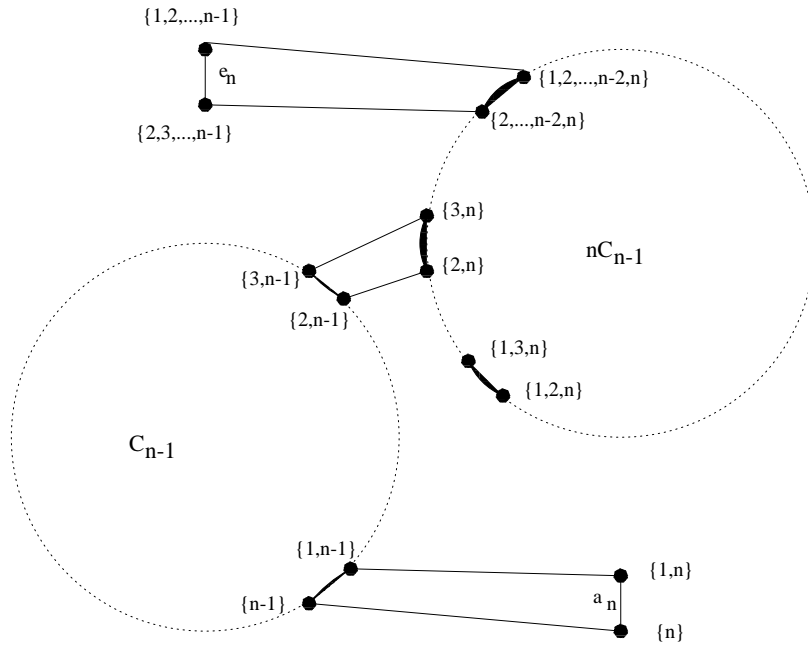 {1,2,...,n-1}
e_n
{1,2,...,n-2,n}
{2,...,n-2,n}
{2,3,...,n-1}
{3,n}
nC_{n-1}
{3,n-1}
{2,n}
{2,n-1}
{1,3,n}
{1,2,n}
C_{n-1}
{1,n-1}
{1,n}
a_n
{n-1}
{n}